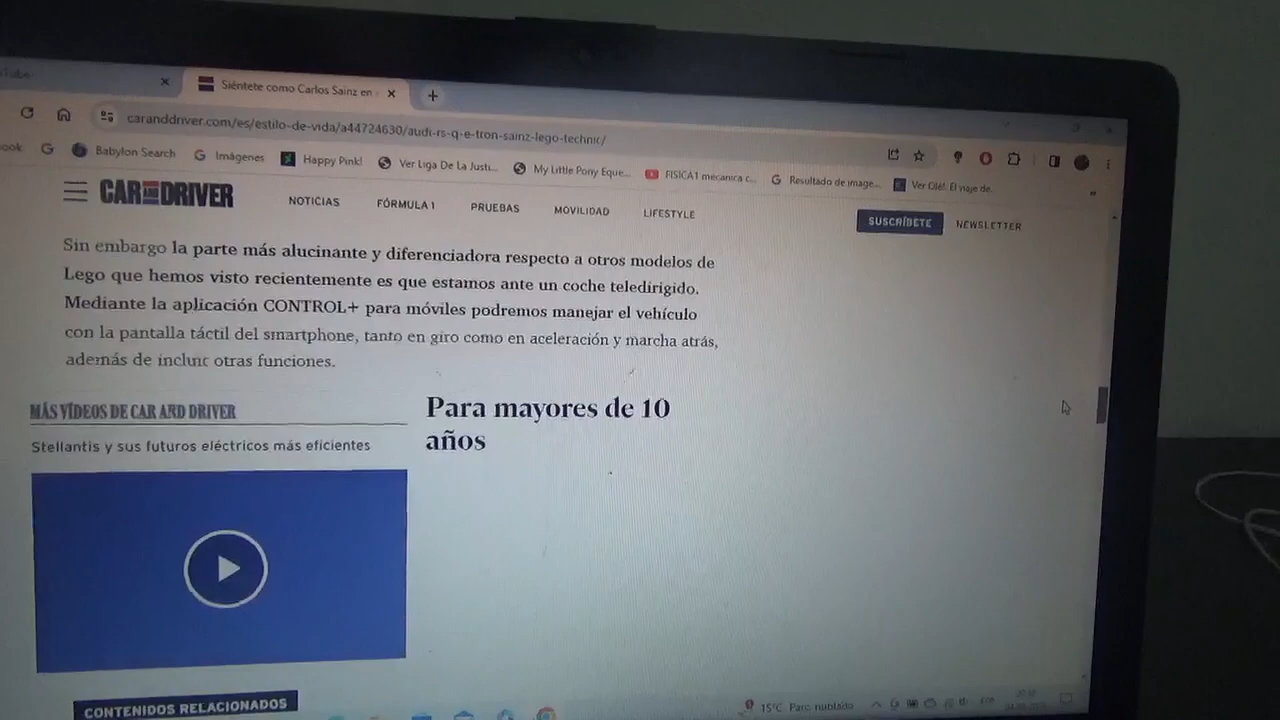 Siéntete como Carlos Sainz en
caranddriver.com/es/estilo-de-vida/a44724630/audi-rs-q-e-tron-sainz-lego-technic/
Babylon Search Imágenes Happy Pink! Ver Liga De La Justi... My Little Pony Eque... FISICA1 mecanica c... Resultado de image... Ver Olé!. El viaje de.
CAR AND DRIVER NOTICIAS FÓRMULA 1 PRUEBAS MOVILIDAD LIFESTYLE SUSCRÍBETE NEWSLETTER
Sin embargo la parte más alucinante y diferenciadora respecto a otros modelos de
Lego que hemos visto recientemente es que estamos ante un coche teledirigido.
Mediante la aplicación CONTROL+ para móviles podremos manejar el vehículo
con la pantalla táctil del smartphone, tanto en giro como en aceleración y marcha atrás,
además de incluir otras funciones.
MÁS VÍDEOS DE CAR AND DRIVER
Stellantis y sus futuros eléctricos más eficientes
Para mayores de 10
años
CONTENIDOS RELACIONADOS
15°C Parc. nublado